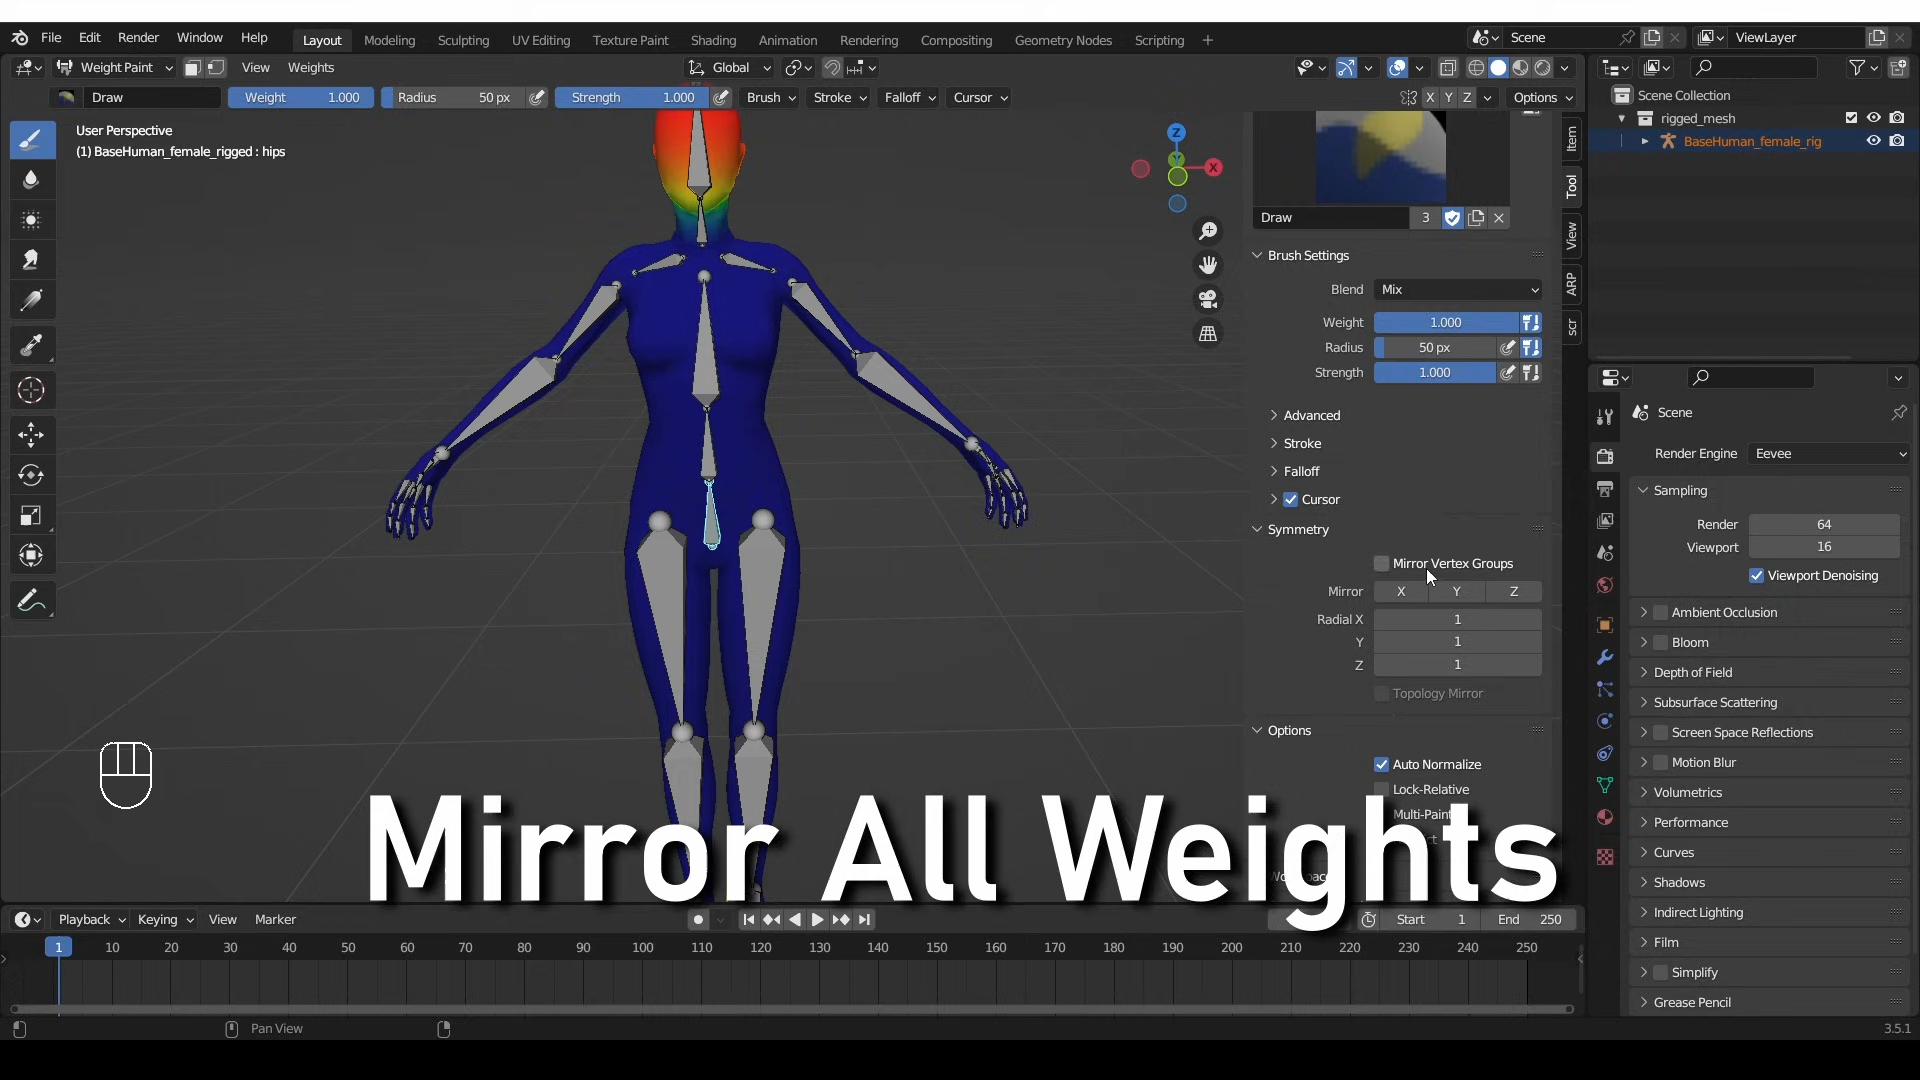 File Edit Render Window Help Layout Modeling Sculpting UV Editing Texture Paint Shading Animation Rendering Compositing Geometry Nodes Scripting + Scene ViewLayer
Weight Paint View Weights Global
Draw Weight 1.000 Radius 50 px Strength 1.000 Brush Stroke Falloff Cursor X Y Z Options
User Perspective
(1) BaseHuman_female_rigged : hips
Z
X
Draw 3
Brush Settings
Blend Mix
Weight 1.000
Radius 50 px
Strength 1.000
Advanced
Stroke
Falloff
Cursor
Symmetry
Mirror Vertex Groups
Mirror X Y Z
Radial X 1
Y 1
Z 1
Topology Mirror
Options
Auto Normalize
Lock-Relative
Multi-Paint
Item
Tool
View
ARP
scr
Scene Collection
rigged_mesh
BaseHuman_female_rig
Scene
Render Engine Eevee
Sampling
Render 64
Viewport 16
Viewport Denoising
Ambient Occlusion
Bloom
Depth of Field
Subsurface Scattering
Screen Space Reflections
Motion Blur
Volumetrics
Performance
Curves
Shadows
Indirect Lighting
Film
Simplify
Grease Pencil
Mirror All Weights
Playback Keying View Marker Start 1 End 250
1 10 20 30 40 50 60 70 80 90 100 110 120 130 140 150 160 170 180 190 200 210 220 230 240 250
Pan View 3.5.1